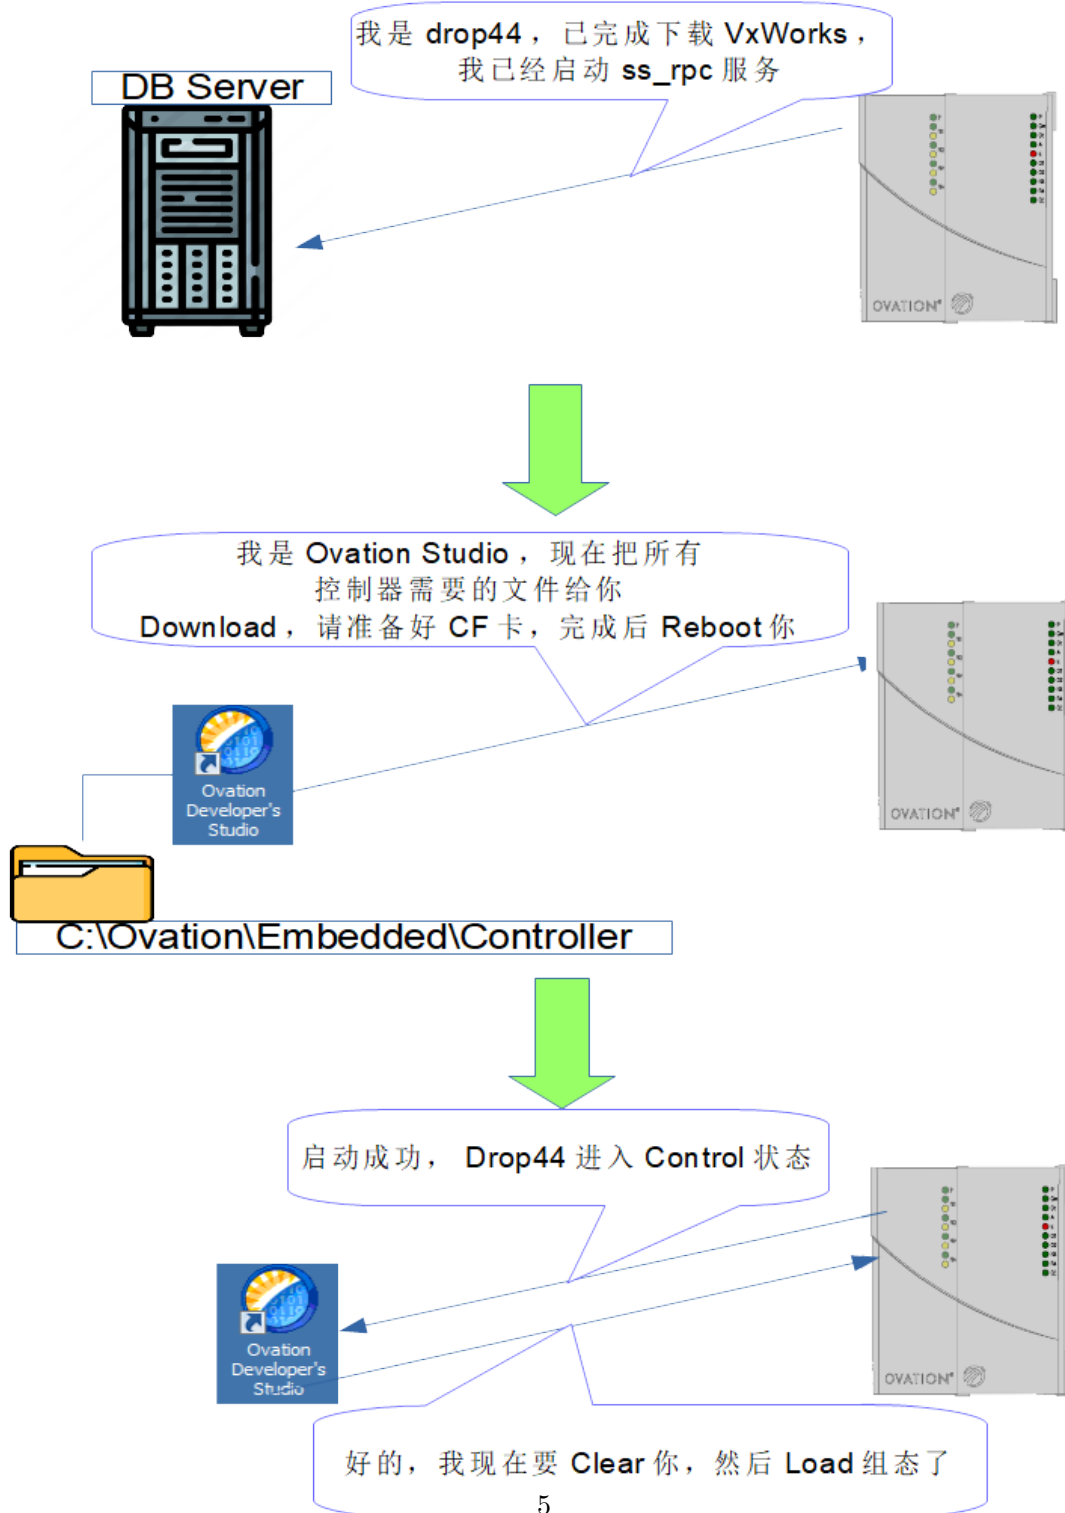 我是 drop44，已完成下载 VxWorks，
我已经启动 ss_rpc 服务
DB Server
OVATION
我是 Ovation Studio，现在把所有
控制器需要的文件给你
Download，请准备好 CF 卡，完成后 Reboot 你
Ovation
Developer's
Studio
OVATION
C:\Ovation\Embedded\Controller
启动成功， Drop44 进入 Control 状态
Ovation
Developer's
Studio
OVATION
好的，我现在要 Clear 你，然后 Load 组态了
5